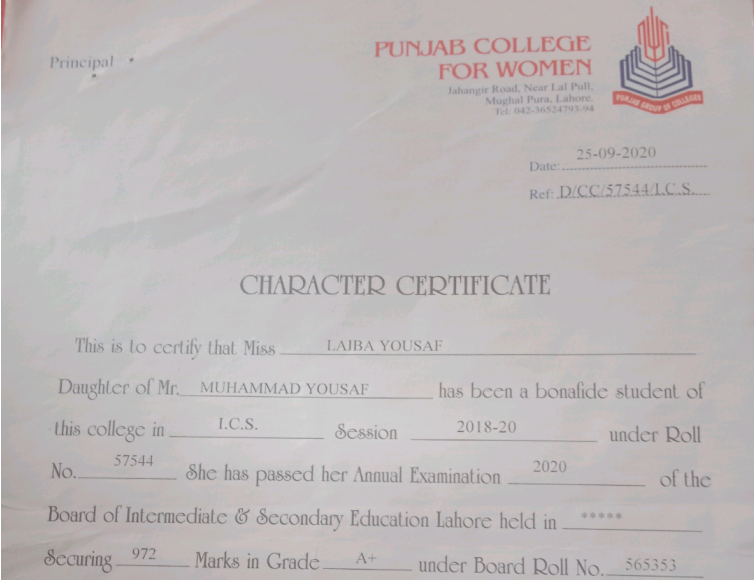 Principal
PUNJAB COLLEGE
FOR WOMEN
Jahangir Road, Near Lal Pull,
Mughal Pura, Lahore.
Tel: 042-36524793-94
PUNJAB GROUP OF COLLEGES
Date: 25-09-2020
Ref: D/CC/57544/I.C.S.
CHARACTER CERTIFICATE
This is to certify that Miss LAIBA YOUSAF
Daughter of Mr. MUHAMMAD YOUSAF has been a bonafide student of
this college in I.C.S. Session 2018-20 under Roll
No. 57544 She has passed her Annual Examination 2020 of the
Board of Intermediate & Secondary Education Lahore held in *****
Securing 972 Marks in Grade A+ under Board Roll No. 565353